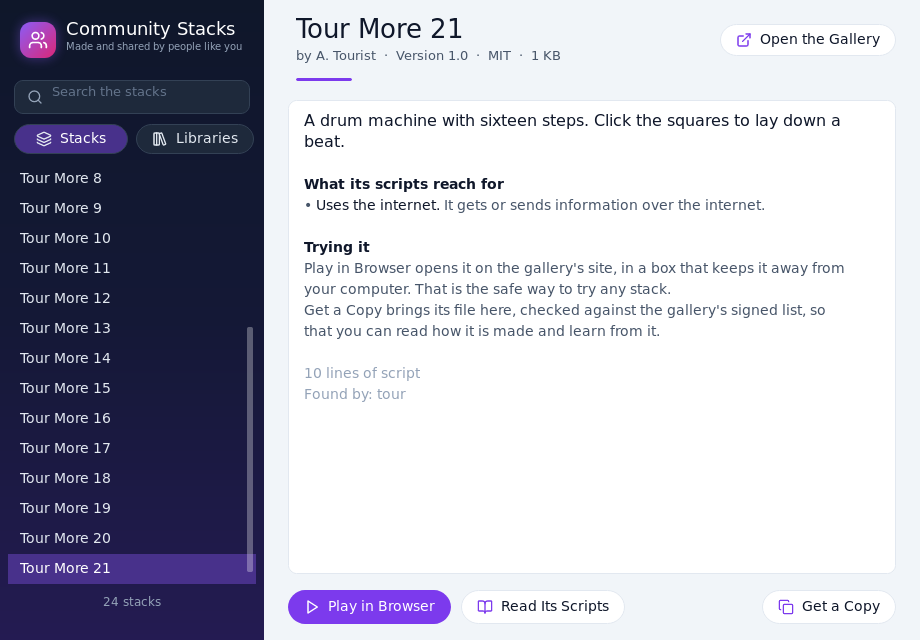 Community Stacks
Made and shared by people like you
Search the stacks
Stacks
Libraries
Tour More 8
Tour More 9
Tour More 10
Tour More 11
Tour More 12
Tour More 13
Tour More 14
Tour More 15
Tour More 16
Tour More 17
Tour More 18
Tour More 19
Tour More 20
Tour More 21
24 stacks
Tour More 21
by A. Tourist · Version 1.0 · MIT · 1 KB
Open the Gallery
A drum machine with sixteen steps. Click the squares to lay down a
beat.
What its scripts reach for
• Uses the internet. It gets or sends information over the internet.
Trying it
Play in Browser opens it on the gallery's site, in a box that keeps it away from
your computer. That is the safe way to try any stack.
Get a Copy brings its file here, checked against the gallery's signed list, so
that you can read how it is made and learn from it.
10 lines of script
Found by: tour
Play in Browser
Read Its Scripts
Get a Copy